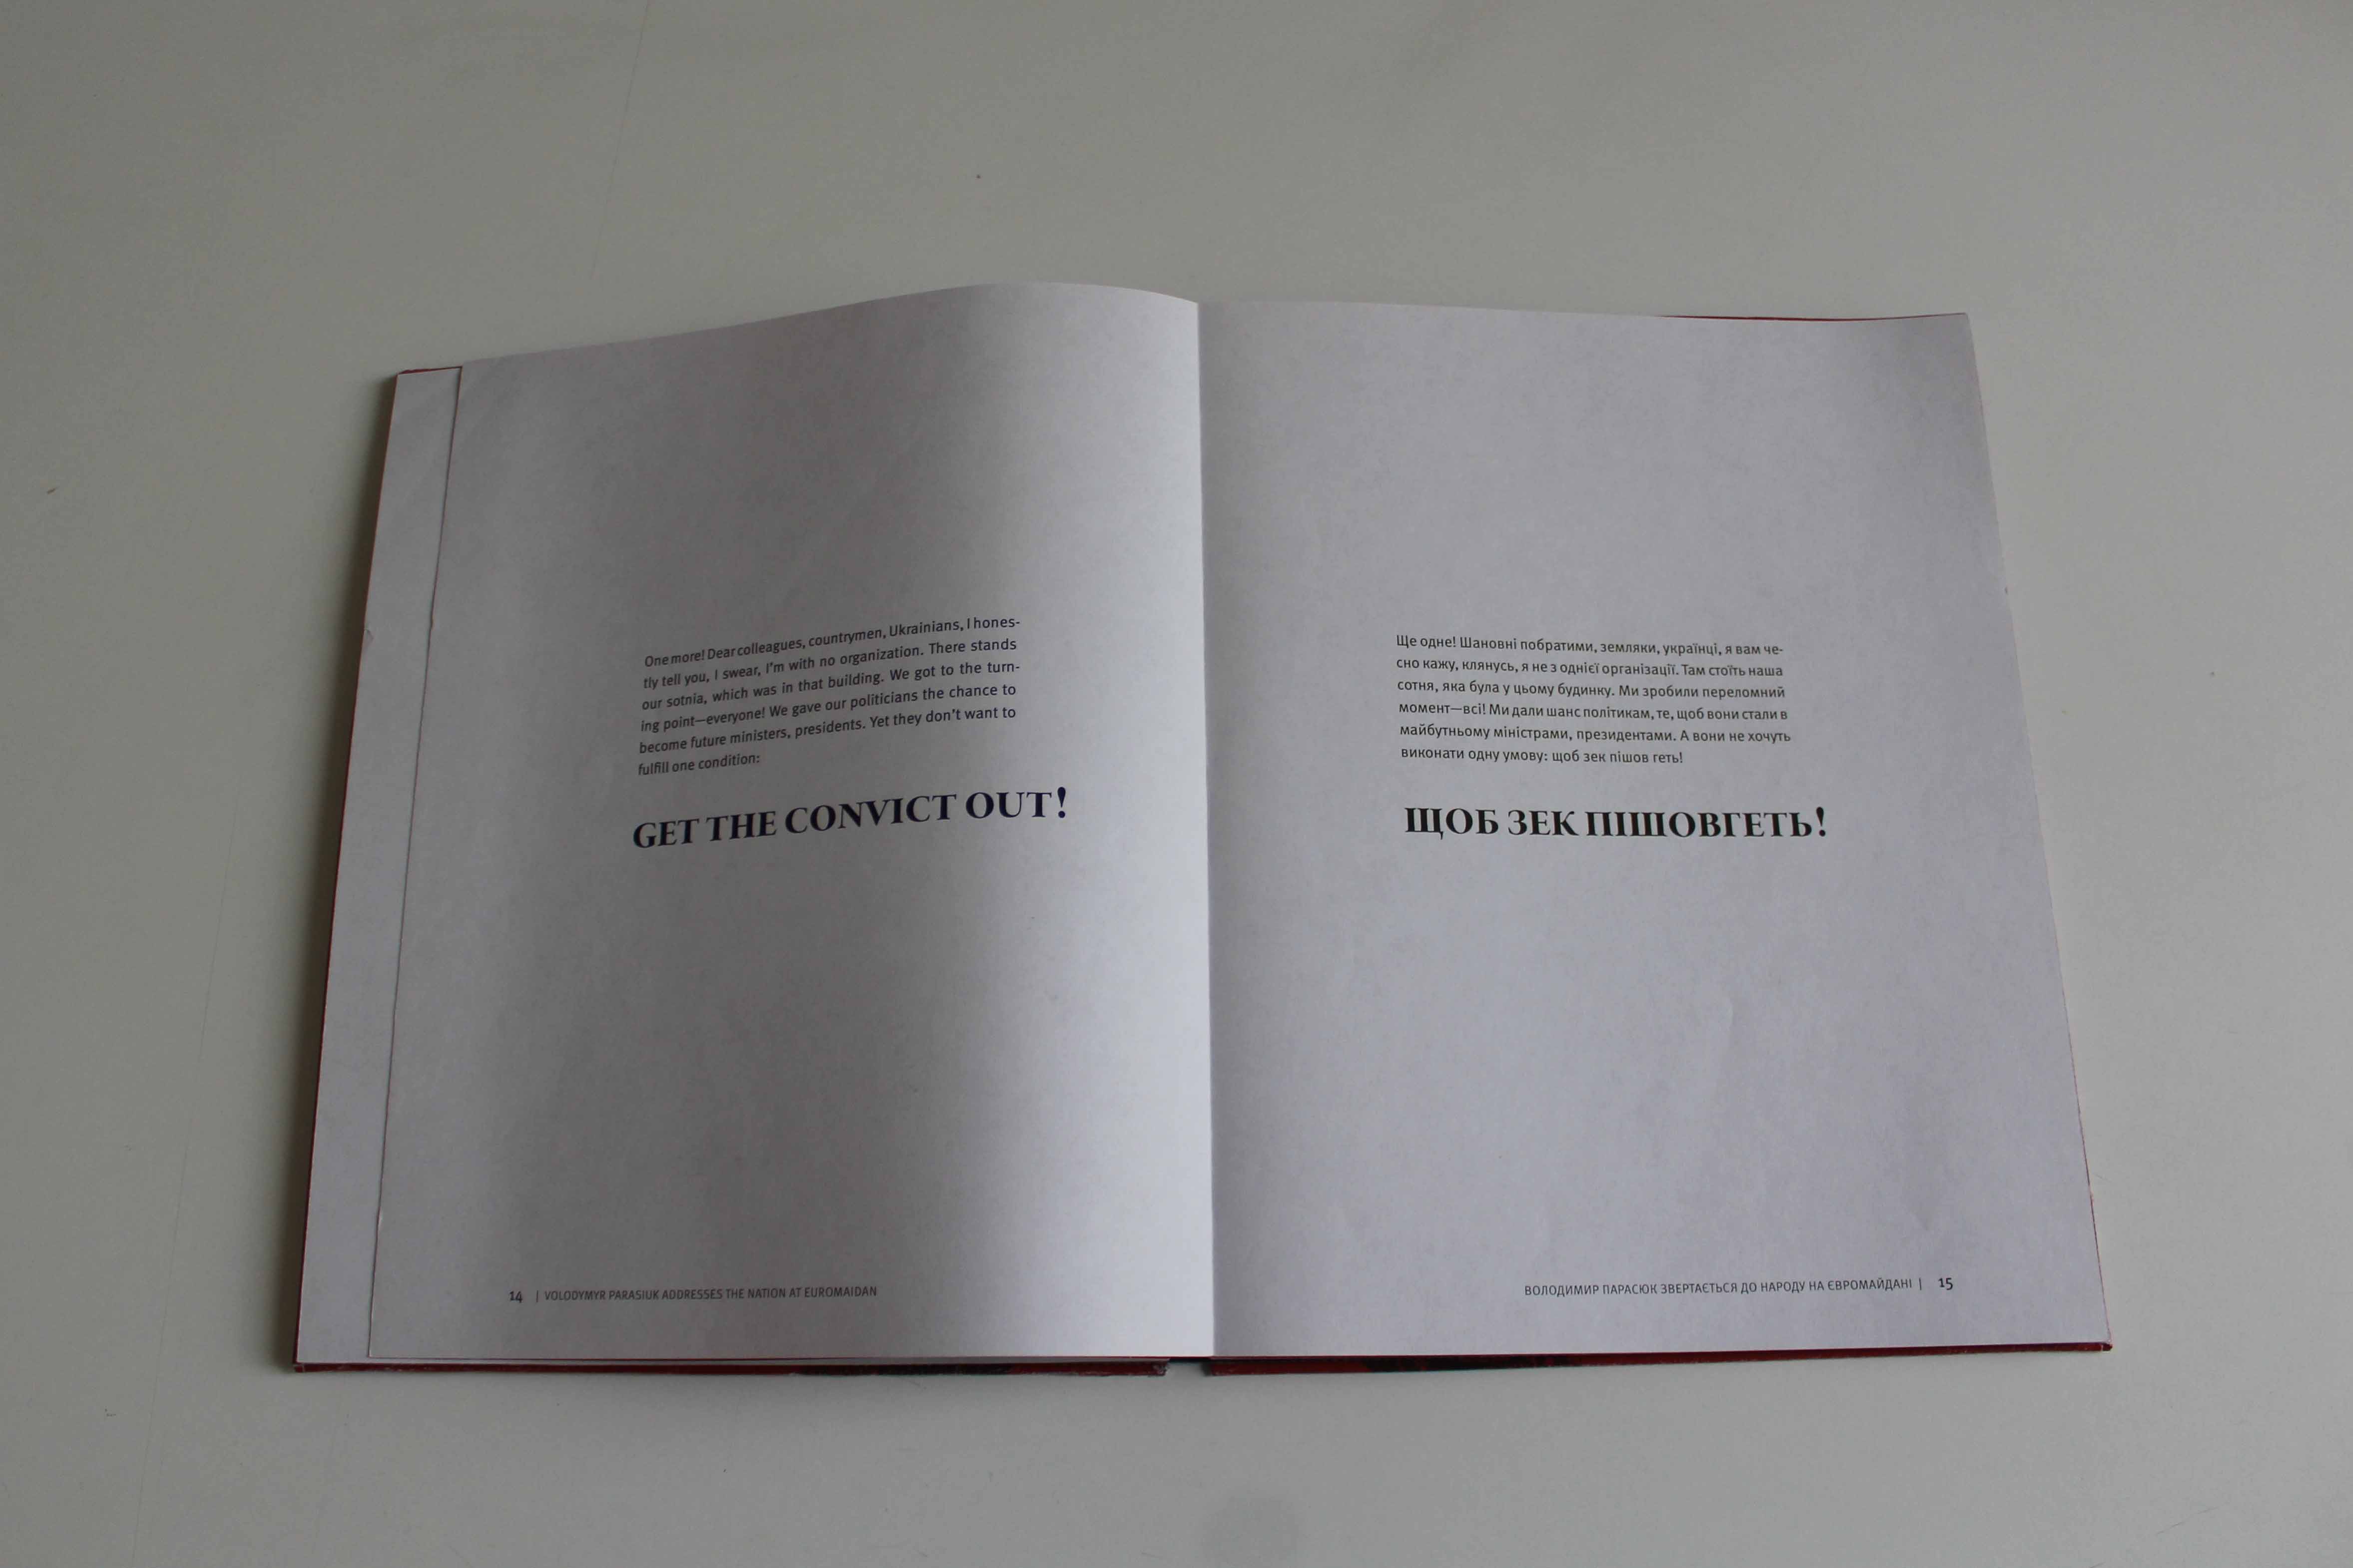 One more! Dear colleagues, countrymen, Ukrainians, I hones-
tly tell you, I swear, I'm with no organization. There stands
our sotnia, which was in that building. We got to the turn-
ing point—everyone! We gave our politicians the chance to
become future ministers, presidents. Yet they don't want to
fulfill one condition:
GET THE CONVICT OUT!
14 | VOLODYMYR PARASIUK ADDRESSES THE NATION AT EUROMAIDAN
Ще одне! Шановні побратими, земляки, українці, я вам че-
сно кажу, клянусь, я не з однієї організації. Там стоїть наша
сотня, яка була у цьому будинку. Ми зробили переломний
момент—всі! Ми дали шанс політикам, те, щоб вони стали в
майбутньому міністрами, президентами. А вони не хочуть
виконати одну умову: щоб зек пішов геть!
ЩОБ ЗЕК ПІШОВГЕТЬ!
ВОЛОДИМИР ПАРАСЮК ЗВЕРТАЄТЬСЯ ДО НАРОДУ НА ЄВРОМАЙДАНІ | 15